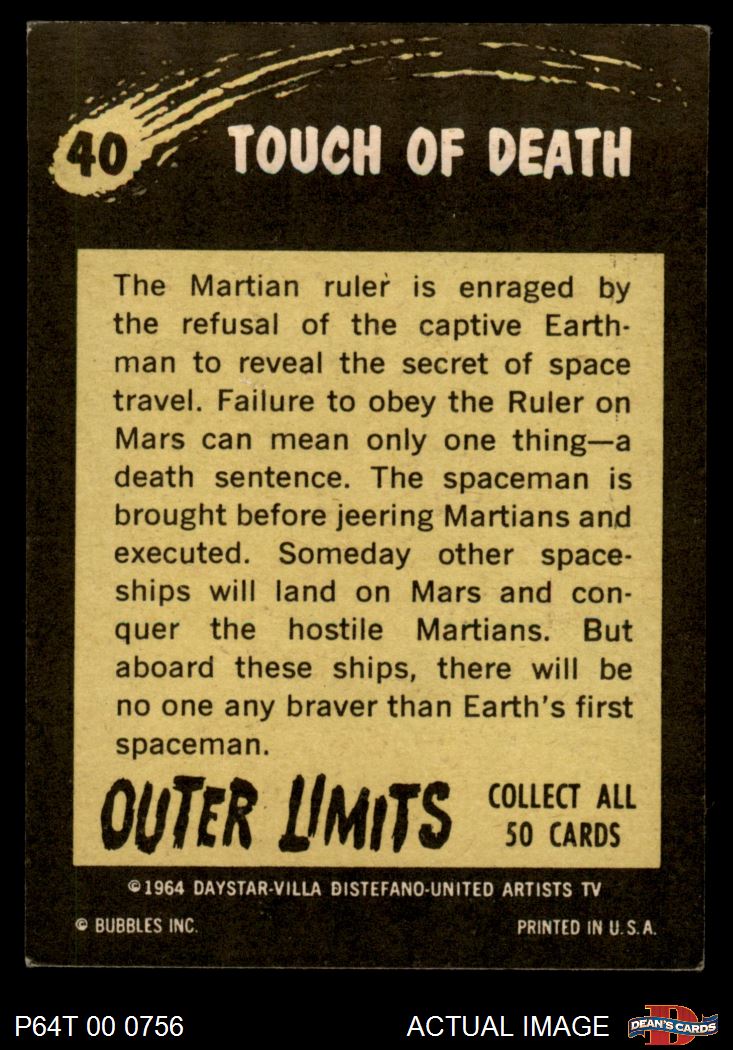 40
TOUCH OF DEATH
The Martian ruler is enraged by
the refusal of the captive Earth-
man to reveal the secret of space
travel. Failure to obey the Ruler on
Mars can mean only one thing—a
death sentence. The spaceman is
brought before jeering Martians and
executed. Someday other space-
ships will land on Mars and con-
quer the hostile Martians. But
aboard these ships, there will be
no one any braver than Earth's first
spaceman.
OUTER LIMITS
COLLECT ALL
50 CARDS
©1964 DAYSTAR-VILLA DISTEFANO-UNITED ARTISTS TV
© BUBBLES INC. PRINTED IN U.S.A.
P64T 00 0756 ACTUAL IMAGE
D
DEAN'S CARDS